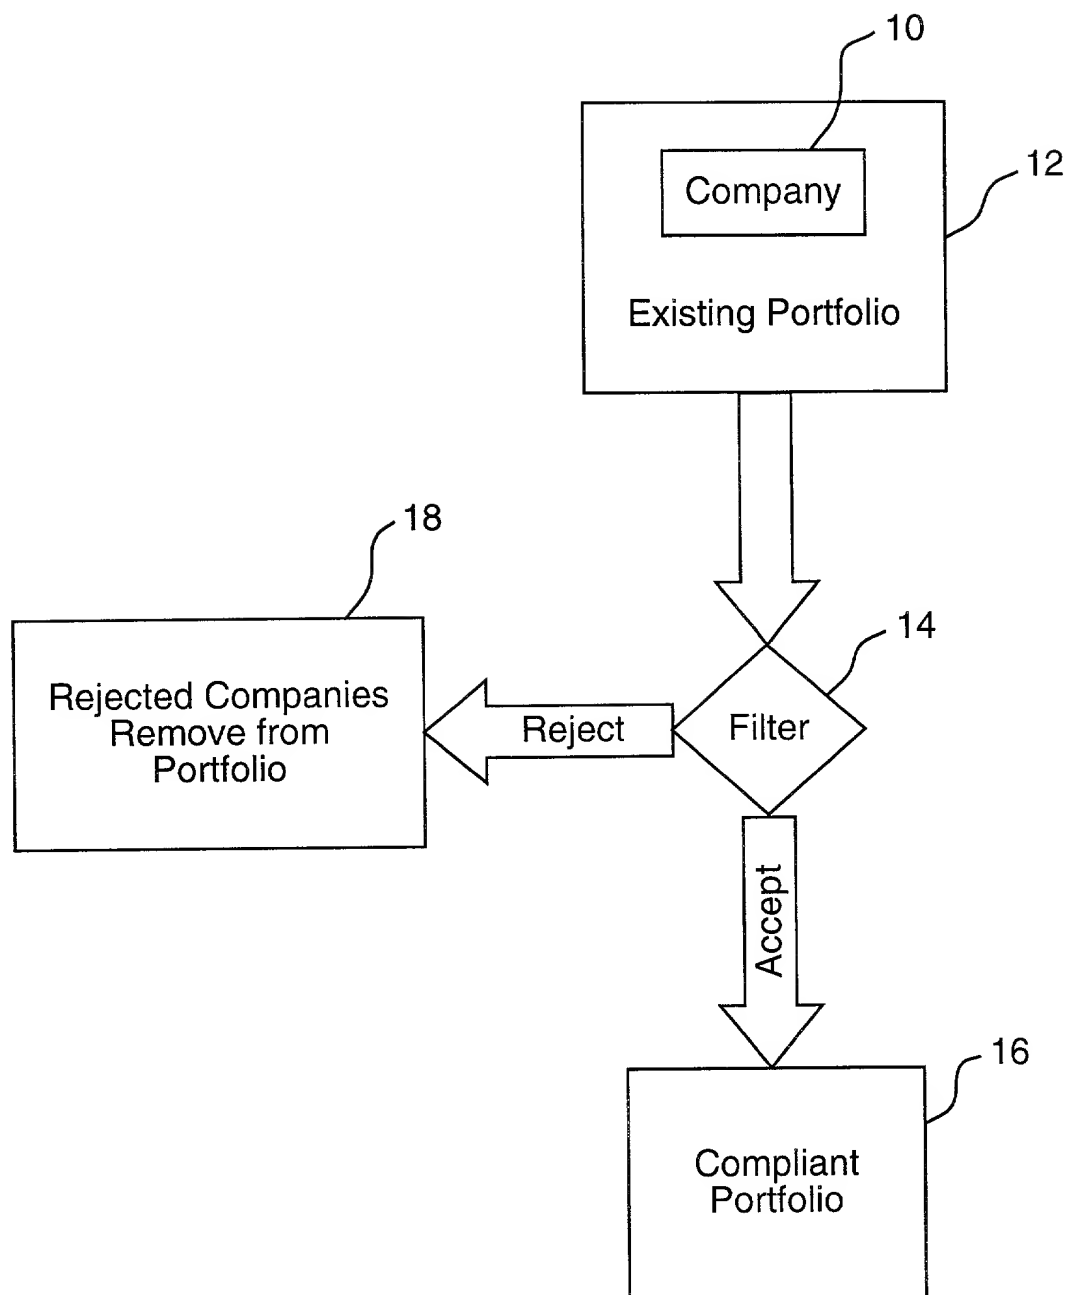 10
Company
12
Existing Portfolio
18
14
Rejected Companies
Remove from
Portfolio
Reject
Filter
Accept
16
Compliant
Portfolio